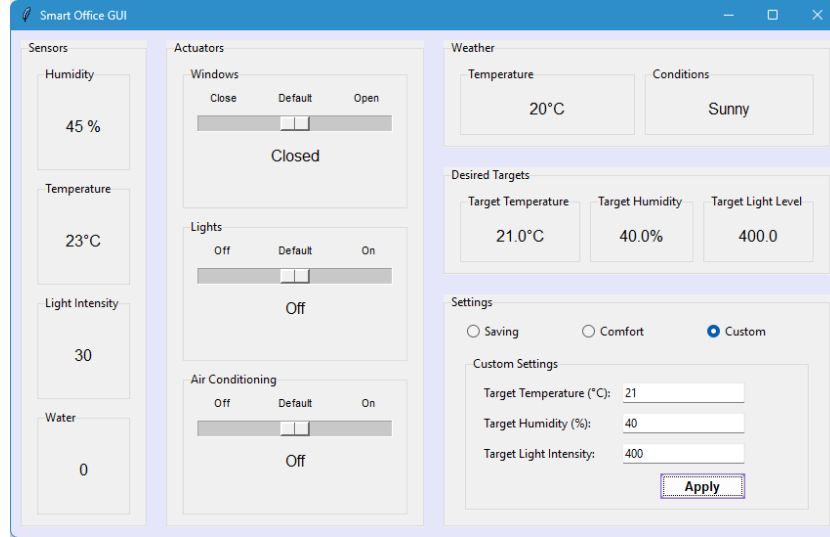 Smart Office GUI
Sensors
Humidity
45 %
Temperature
23°C
Light Intensity
30
Water
0
Actuators
Windows
Close Default Open
Closed
Lights
Off Default On
Off
Air Conditioning
Off Default On
Off
Weather
Temperature
20°C
Conditions
Sunny
Desired Targets
Target Temperature
21.0°C
Target Humidity
40.0%
Target Light Level
400.0
Settings
Saving Comfort Custom
Custom Settings
Target Temperature (°C): 21
Target Humidity (%): 40
Target Light Intensity: 400
Apply